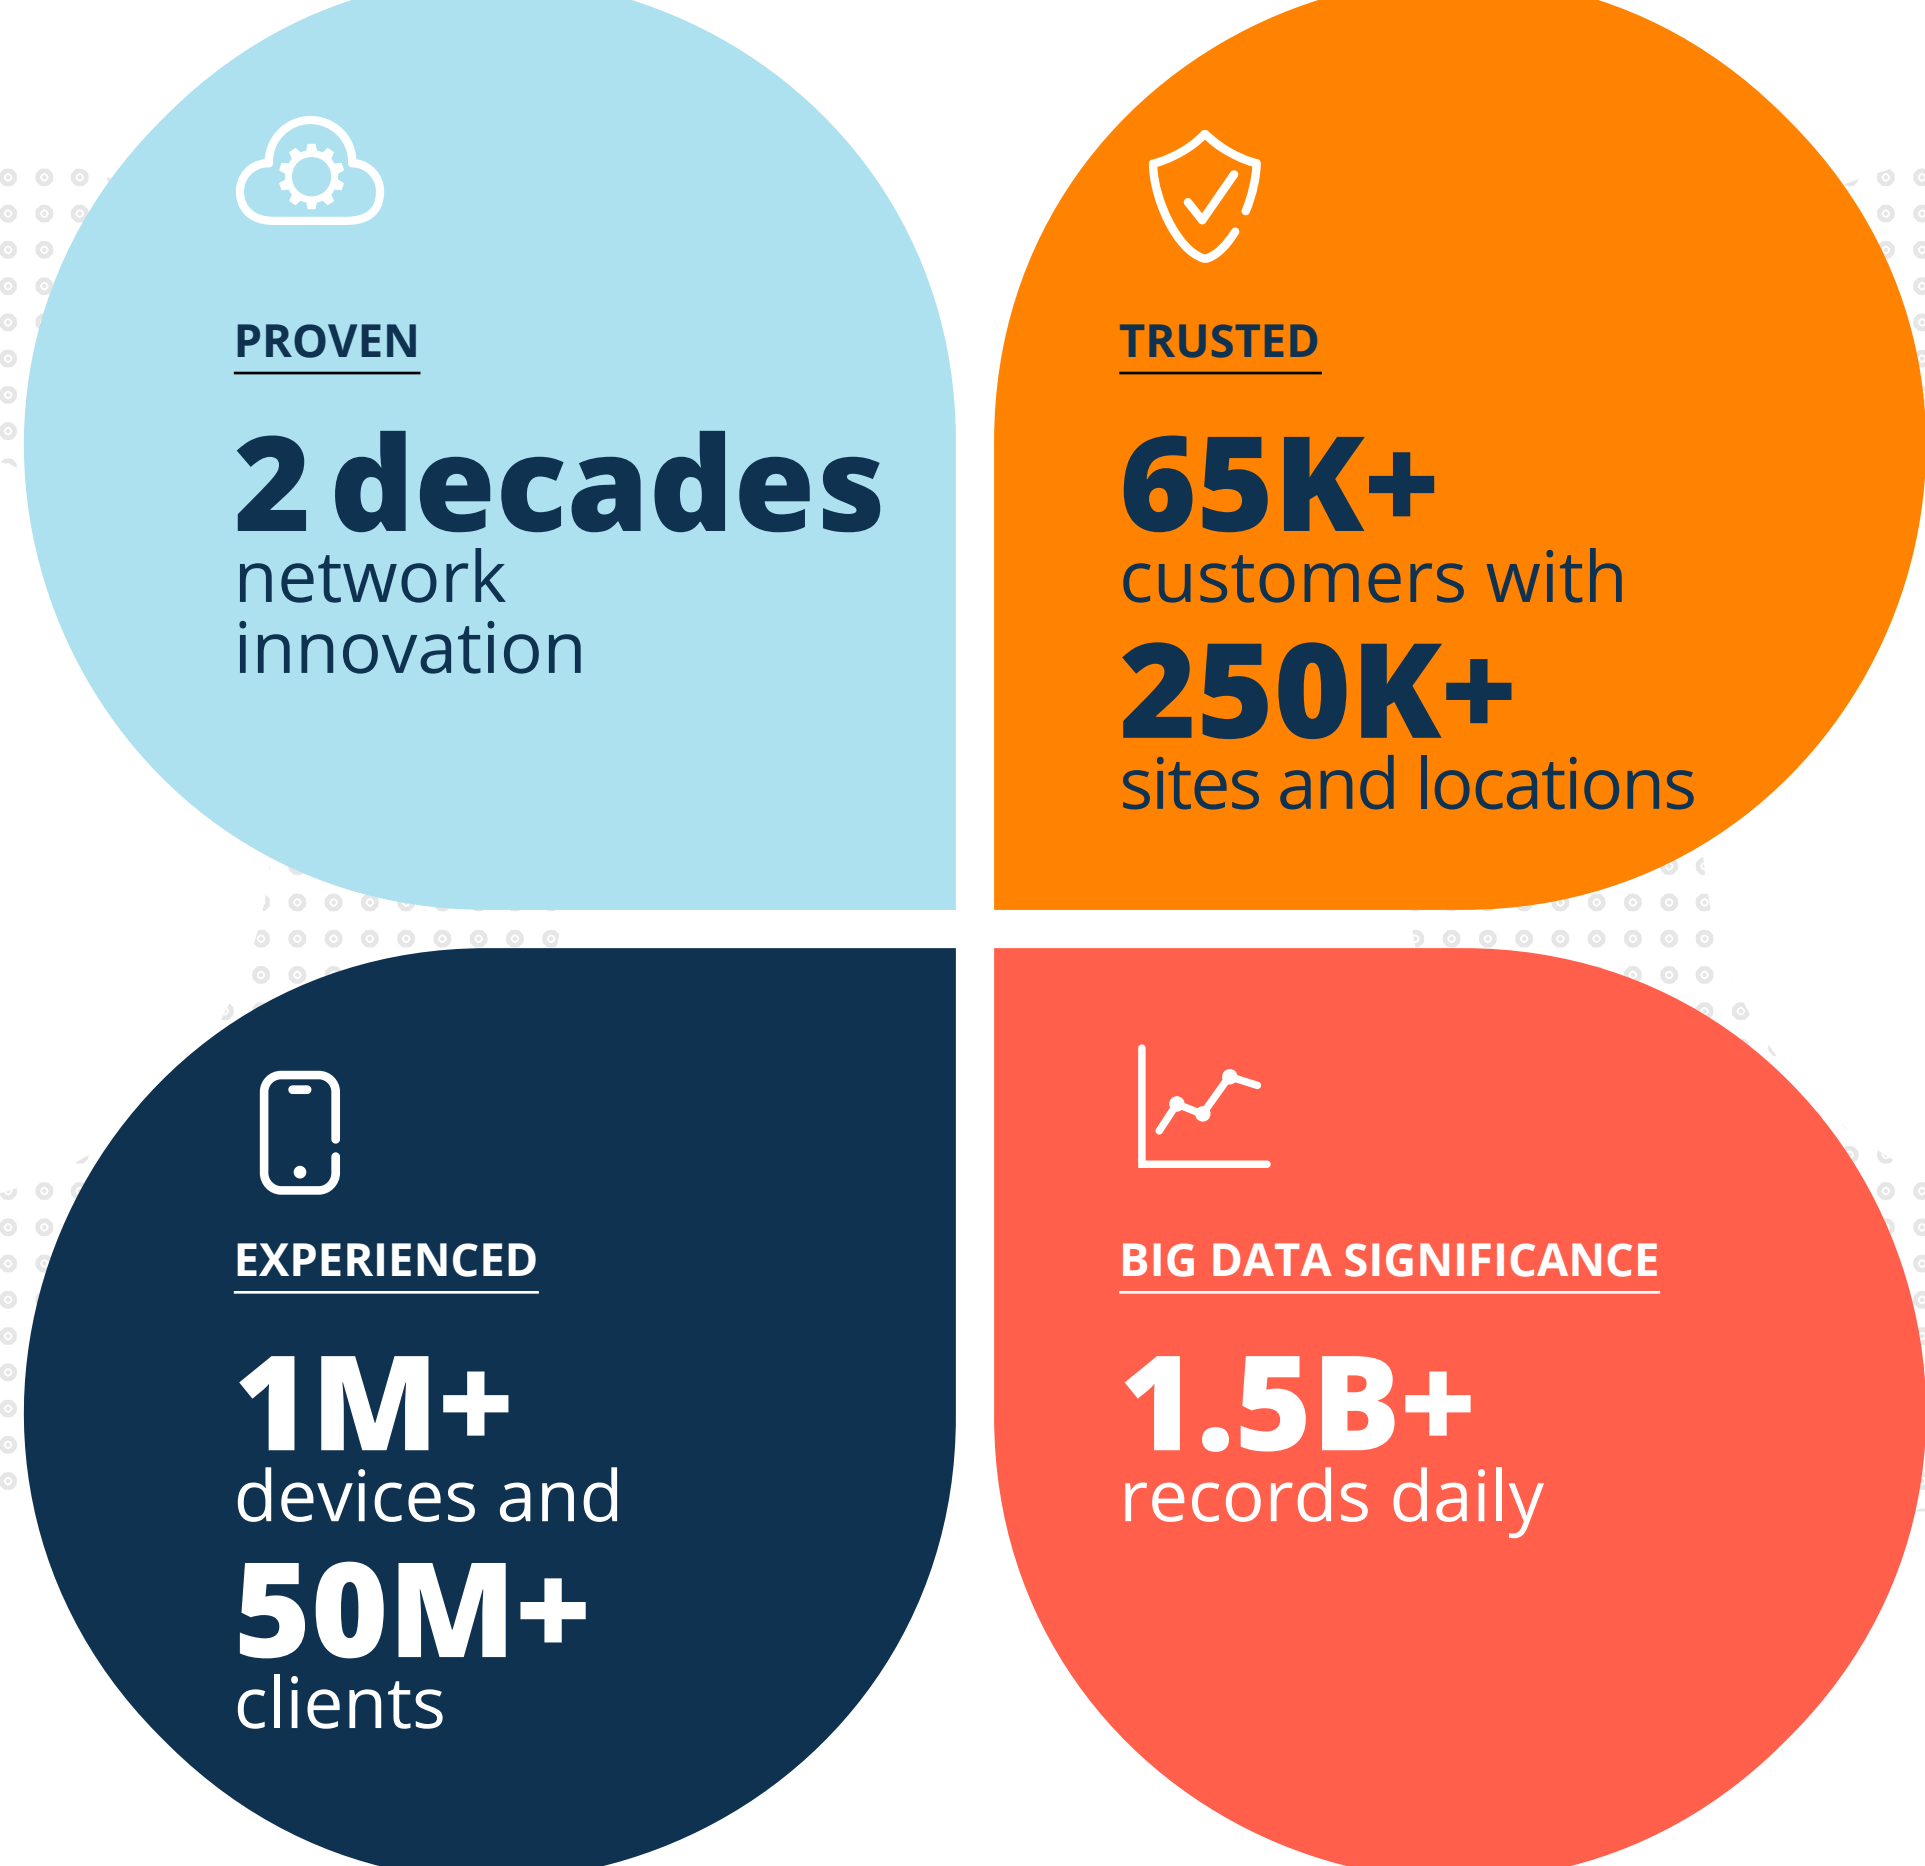 PROVEN
2 decades
network
innovation
TRUSTED
65K+
customers with
250K+
sites and locations
EXPERIENCED
1M+
devices and
50M+
clients
BIG DATA SIGNIFICANCE
1.5B+
records daily